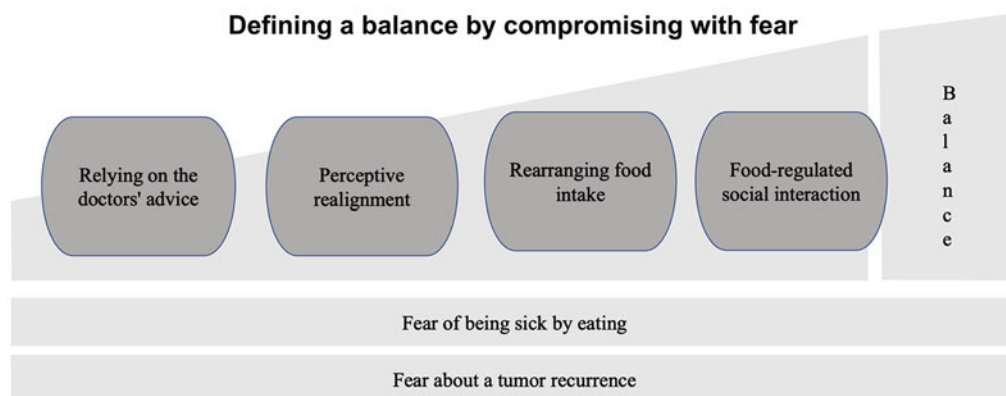 Defining a balance by compromising with fear
Relying on the
doctors' advice
Perceptive
realignment
Rearranging food
intake
Food-regulated
social interaction
Balance
Fear of being sick by eating
Fear about a tumor recurrence